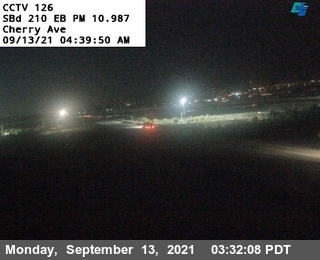 CCTV 126
SBd 210 EB PM 10.987
Cherry Ave
09/13/21 04:39:50 AM
Monday, September 13, 2021 03:32:08 PDT